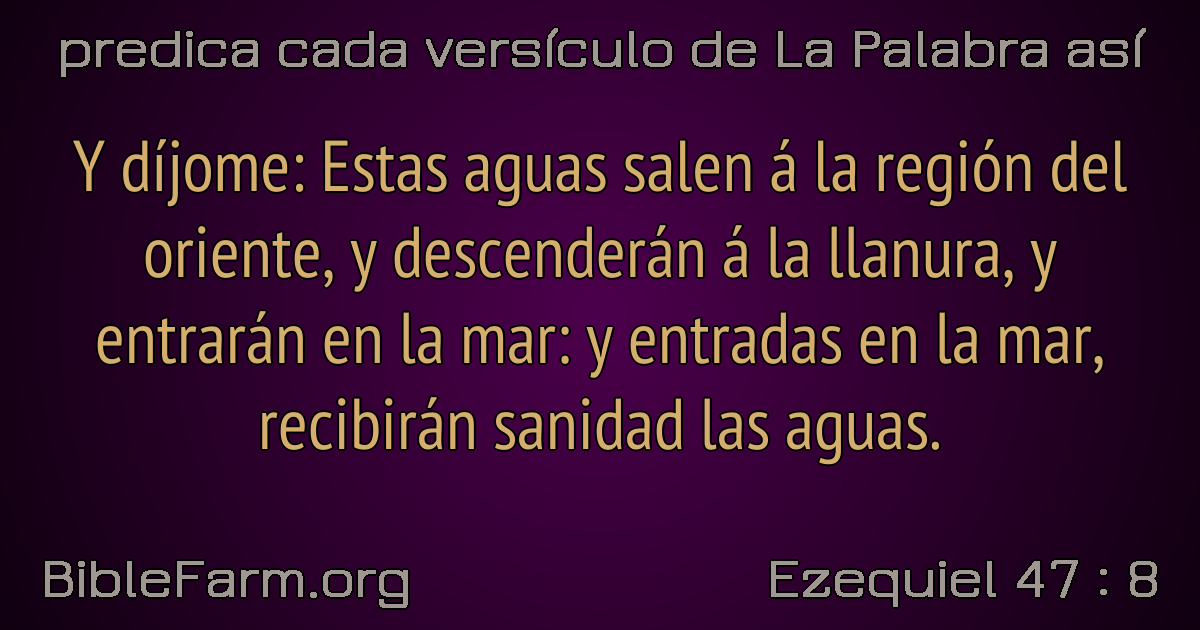 predica cada versículo de La Palabra así
Y díjome: Estas aguas salen á la región del
oriente, y descenderán á la llanura, y
entrarán en la mar: y entradas en la mar,
recibirán sanidad las aguas.
BibleFarm.org
Ezequiel 47 : 8